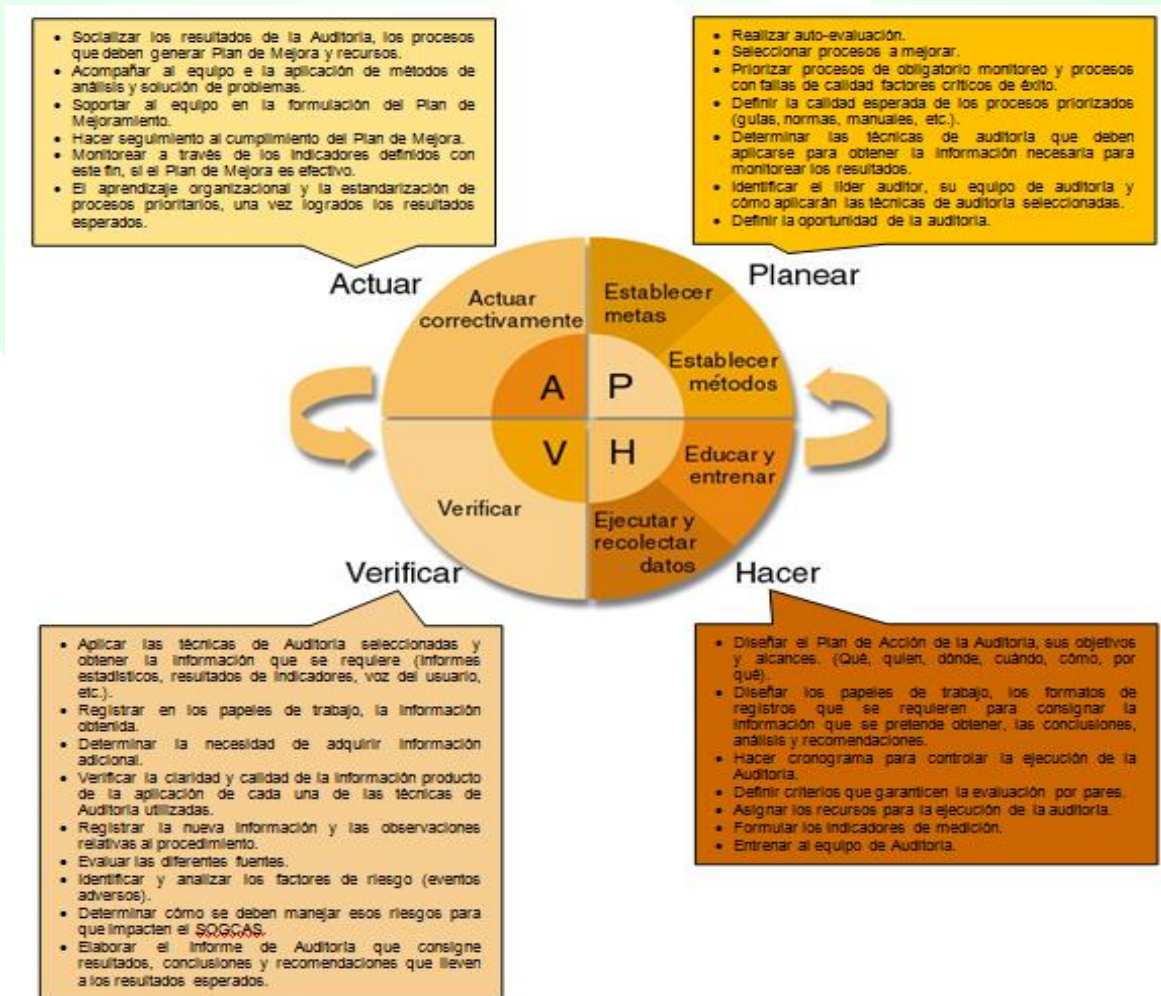 • Socializar los resultados de la Auditoria, los procesos
que deben generar Plan de Mejora y recursos.
• Acompañar al equipo e la aplicación de métodos de
análisis y solución de problemas.
• Soportar al equipo en la formulación del Plan de
Mejoramiento.
• Hacer seguimiento al cumplimiento del Plan de Mejora.
• Monitorear a través de los indicadores definidos con
este fin, si el Plan de Mejora es efectivo.
• El aprendizaje organizacional y la estandarización de
procesos prioritarios, una vez logrados los resultados
esperados.
• Realizar auto-evaluación.
• Seleccionar procesos a mejorar.
• Priorizar procesos de obligatorio monitoreo y procesos
con fallas de calidad factores críticos de éxito.
• Definir la calidad esperada de los procesos priorizados
(guías, normas, manuales, etc.).
• Determinar las técnicas de auditoria que deben
aplicarse para obtener la información necesaria para
monitorear los resultados.
• Identificar el líder auditor, su equipo de auditoria y
cómo aplicarán las técnicas de auditoria seleccionadas.
• Definir la oportunidad de la auditoria.
Actuar
Planear
Actuar
correctivamente
Establecer
metas
Establecer
métodos
A
P
V
H
Educar y
entrenar
Verificar
Ejecutar y
recolectar
datos
Verificar
Hacer
• Aplicar las técnicas de Auditoria seleccionadas y
obtener la información que se requiere (informes
estadísticos, resultados de indicadores, voz del usuario,
etc.).
• Registrar en los papeles de trabajo, la información
obtenida.
• Determinar la necesidad de adquirir información
adicional.
• Verificar la claridad y calidad de la información producto
de la aplicación de cada una de las técnicas de
Auditoria utilizadas.
• Registrar la nueva información y las observaciones
relativas al procedimiento.
• Evaluar las diferentes fuentes.
• Identificar y analizar los factores de riesgo (eventos
adversos).
• Determinar cómo se deben manejar esos riesgos para
que impacten el SOGCAS.
• Elaborar el Informe de Auditoria que consigne
resultados, conclusiones y recomendaciones que lleven
a los resultados esperados.
• Diseñar el Plan de Acción de la Auditoria, sus objetivos
y alcances. (Qué, quien, dónde, cuándo, cómo, por
qué).
• Diseñar los papeles de trabajo, los formatos de
registros que se requieren para consignar la
información que se pretende obtener, las conclusiones,
análisis y recomendaciones.
• Hacer cronograma para controlar la ejecución de la
Auditoria.
• Definir criterios que garanticen la evaluación por pares.
• Asignar los recursos para la ejecución de la auditoria.
• Formular los indicadores de medición.
• Entrenar al equipo de Auditoria.